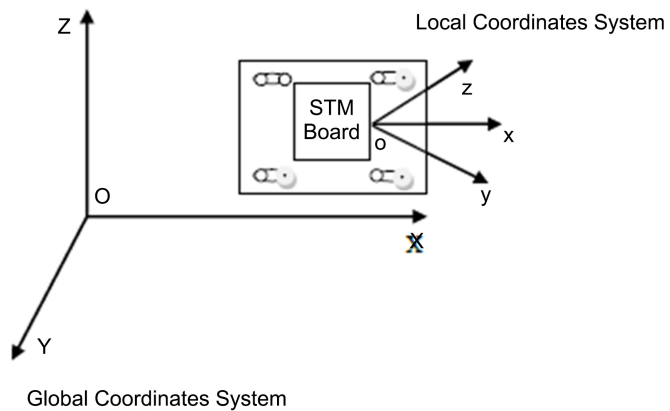 Local Coordinates System
Z
z
STM
Board
o
x
y
O
X
Y
Global Coordinates System